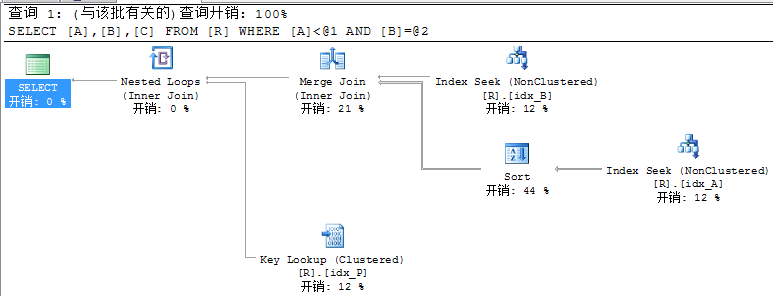 查询 1: (与该批有关的)查询开销: 100%
SELECT [A],[B],[C] FROM [R] WHERE [A]<@1 AND [B]=@2
SELECT
开销: 0 %
Nested Loops
(Inner Join)
开销: 0 %
Merge Join
(Inner Join)
开销: 21 %
Index Seek (NonClustered)
[R].[idx_B]
开销: 12 %
Sort
开销: 44 %
Index Seek (NonClustered)
[R].[idx_A]
开销: 12 %
Key Lookup (Clustered)
[R].[idx_P]
开销: 12 %